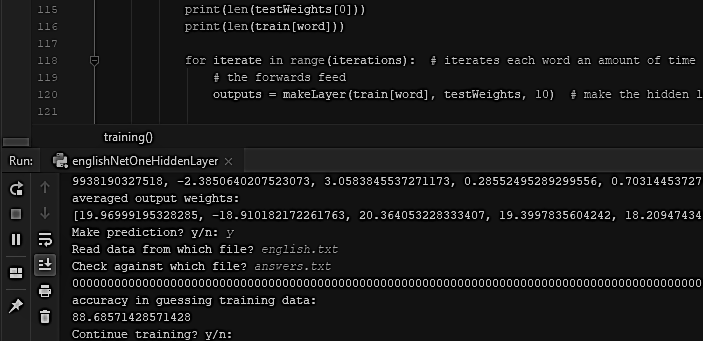 115 print(len(testWeights[0]))
116 print(len(train[word]))
117
118 for iterate in range(iterations):  # iterates each word an amount of time
119 # the forwards feed
120 outputs = makeLayer(train[word], testWeights, 10)  # make the hidden l
121
training()
Run: englishNetOneHiddenLayer ×
9938190327518, -2.3850640207523073, 3.0583845537271173, 0.28552495289299556, 0.70314453727
averaged output weights:
[19.96999195328285, -18.910182172261763, 20.364053228333407, 19.3997835604242, 18.20947434
Make prediction? y/n: y
Read data from which file? english.txt
Check against which file? answers.txt
000000000000000000000000000000000000000000000000000000000000000000000000000000000000000000
accuracy in guessing training data:
88.68571428571428
Continue training? y/n: